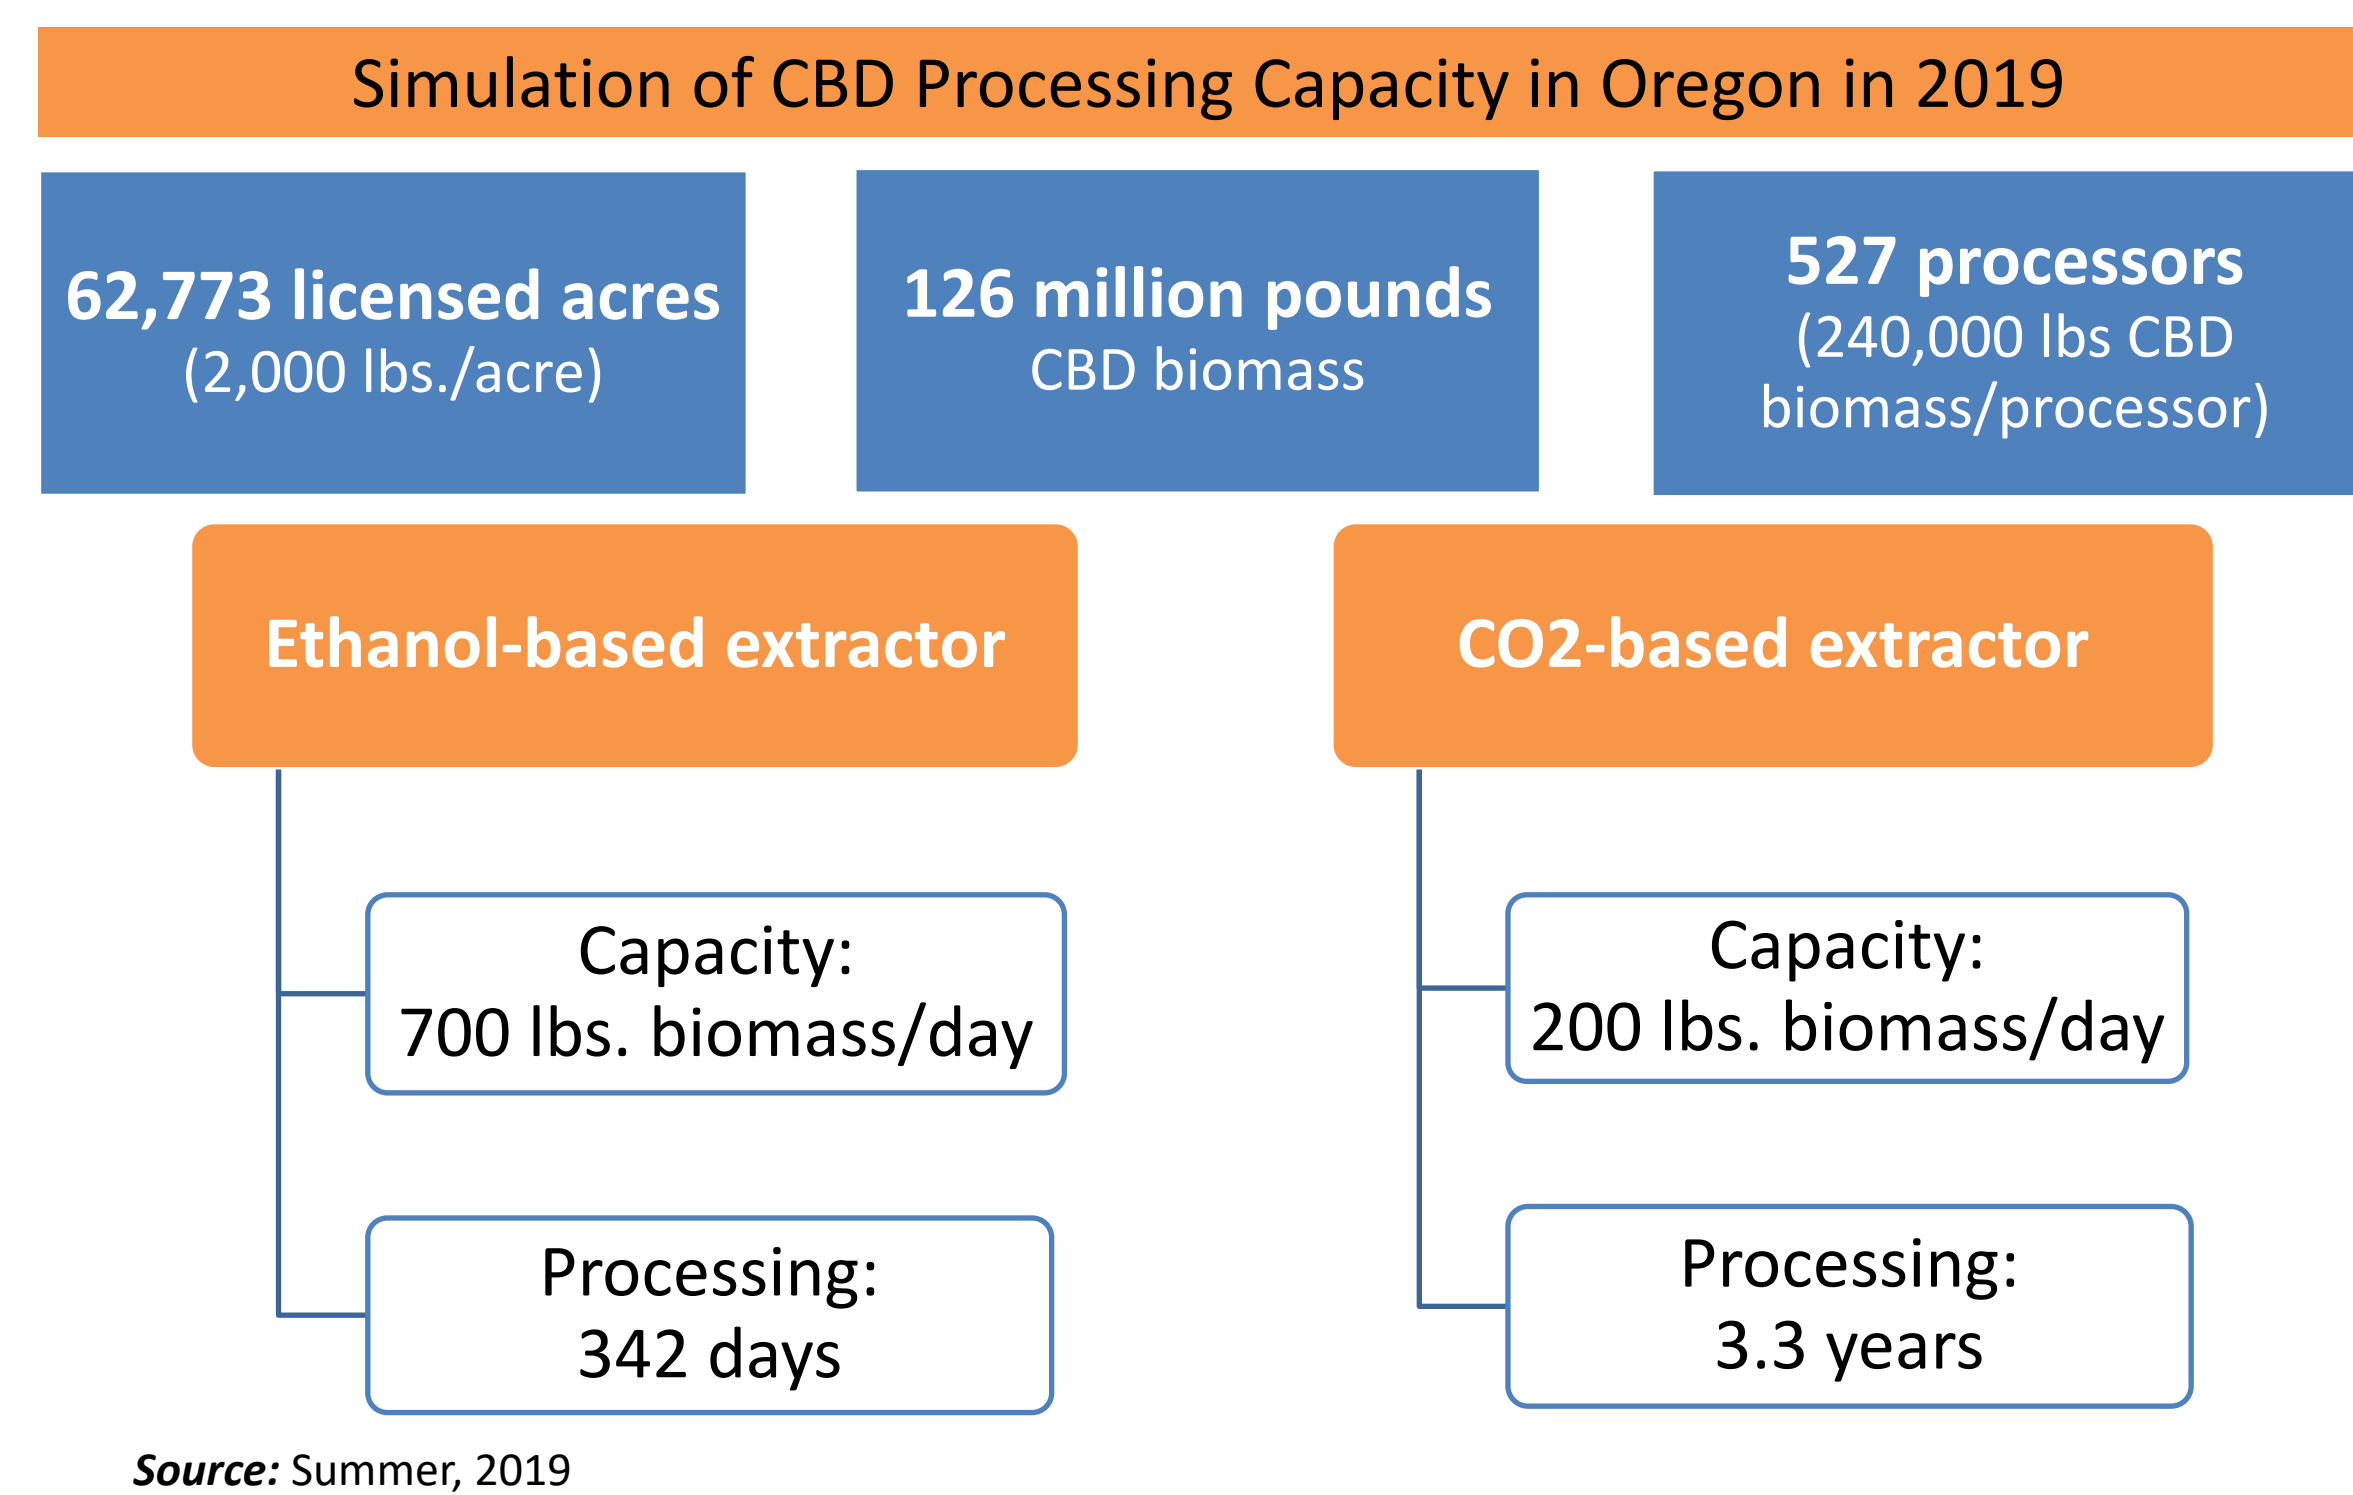 Simulation of CBD Processing Capacity in Oregon in 2019
62,773 licensed acres
(2,000 lbs./acre)
126 million pounds
CBD biomass
527 processors
(240,000 lbs CBD
biomass/processor)
Ethanol-based extractor
Capacity:
700 lbs. biomass/day
Processing:
342 days
CO2-based extractor
Capacity:
200 lbs. biomass/day
Processing:
3.3 years
Source: Summer, 2019